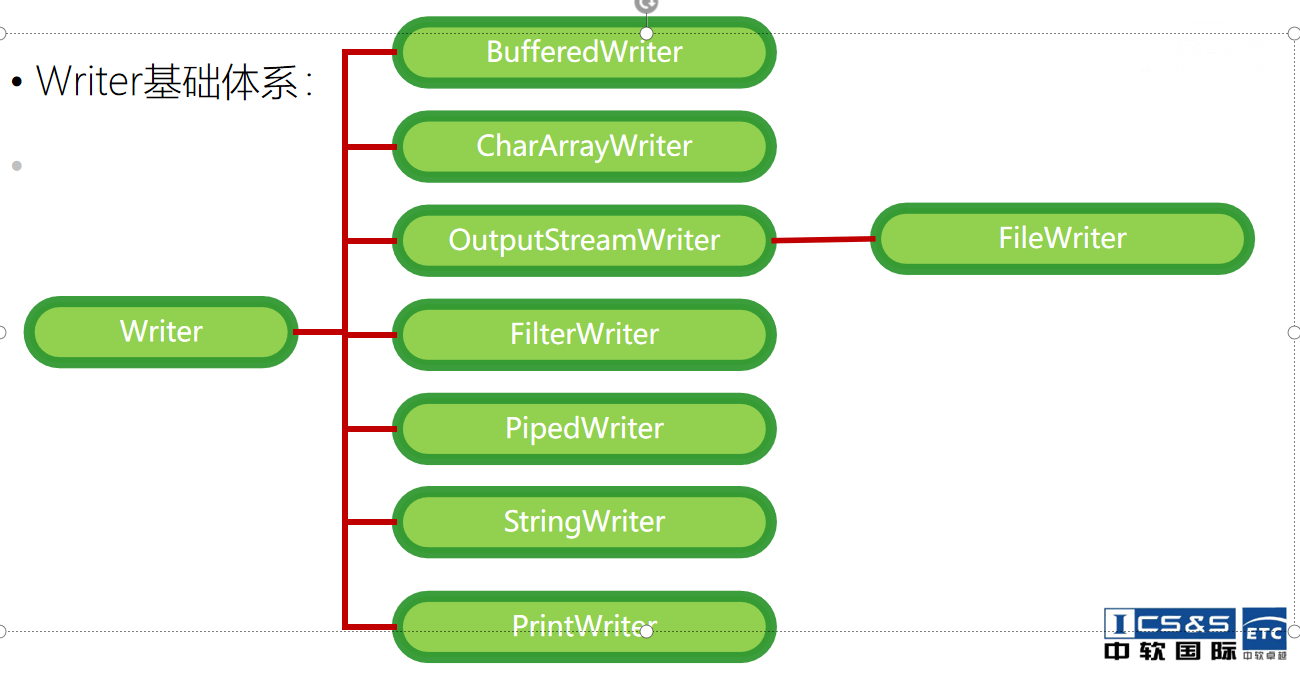 • Writer基础体系：
BufferedWriter
CharArrayWriter
OutputStreamWriter
FileWriter
Writer
FilterWriter
PipedWriter
StringWriter
PrintWriter
ICS&S
ETC
中软国际
中软卓越